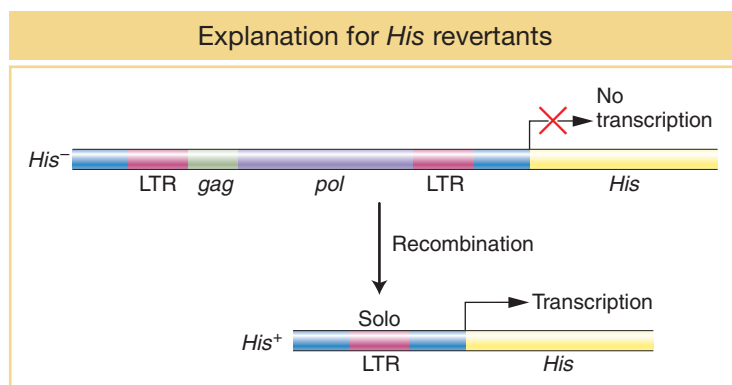 Explanation for His revertants
No
transcription
His–
LTR gag pol LTR His
Recombination
Solo
Transcription
His+
LTR His